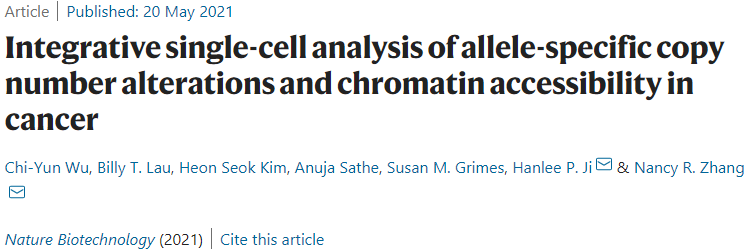 Article | Published: 20 May 2021
Integrative single-cell analysis of allele-specific copy
number alterations and chromatin accessibility in
cancer
Chi-Yun Wu, Billy T. Lau, Heon Seok Kim, Anuja Sathe, Susan M. Grimes, Hanlee P. Ji & Nancy R. Zhang
Nature Biotechnology (2021) | Cite this article